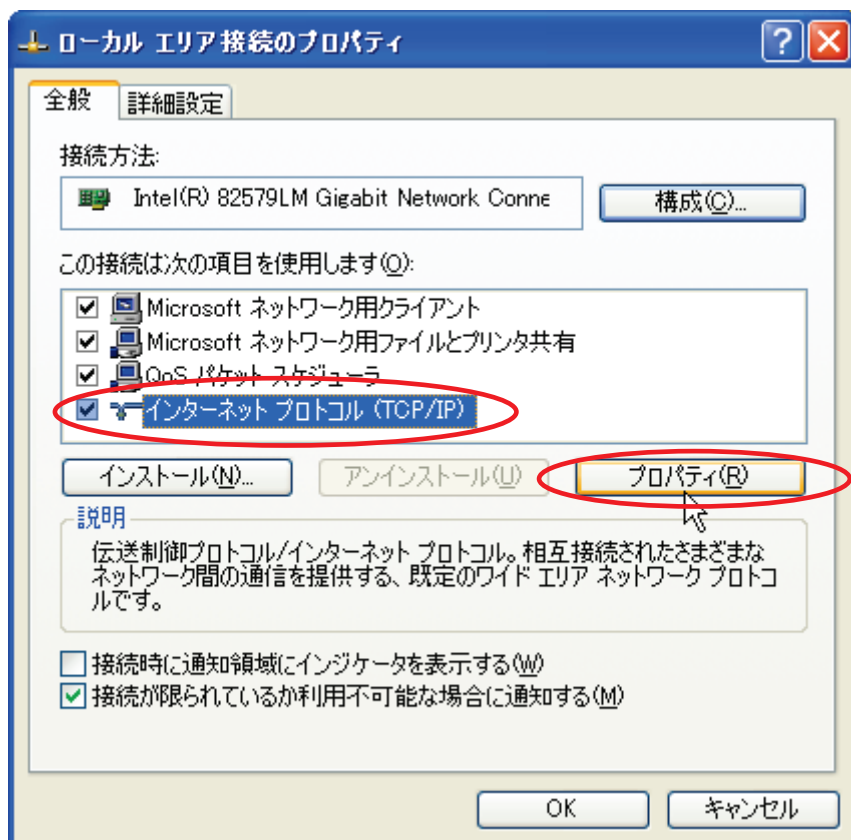 ローカル エリア接続のプロパティ
全般
詳細設定
接続方法:
Intel(R) 82579LM Gigabit Network Conne
構成(C)...
この接続は次の項目を使用します(O):
Microsoft ネットワーク用クライアント
Microsoft ネットワーク用ファイルとプリンタ共有
QoS パケット スケジューラ
インターネット プロトコル (TCP/IP)
インストール(N)...
アンインストール(U)
プロパティ(R)
説明
伝送制御プロトコル/インターネット プロトコル。相互接続されたさまざまな
ネットワーク間の通信を提供する、既定のワイド エリア ネットワーク プロトコ
ルです。
接続時に通知領域にインジケータを表示する(W)
接続が限られているか利用不可能な場合に通知する(M)
OK
キャンセル